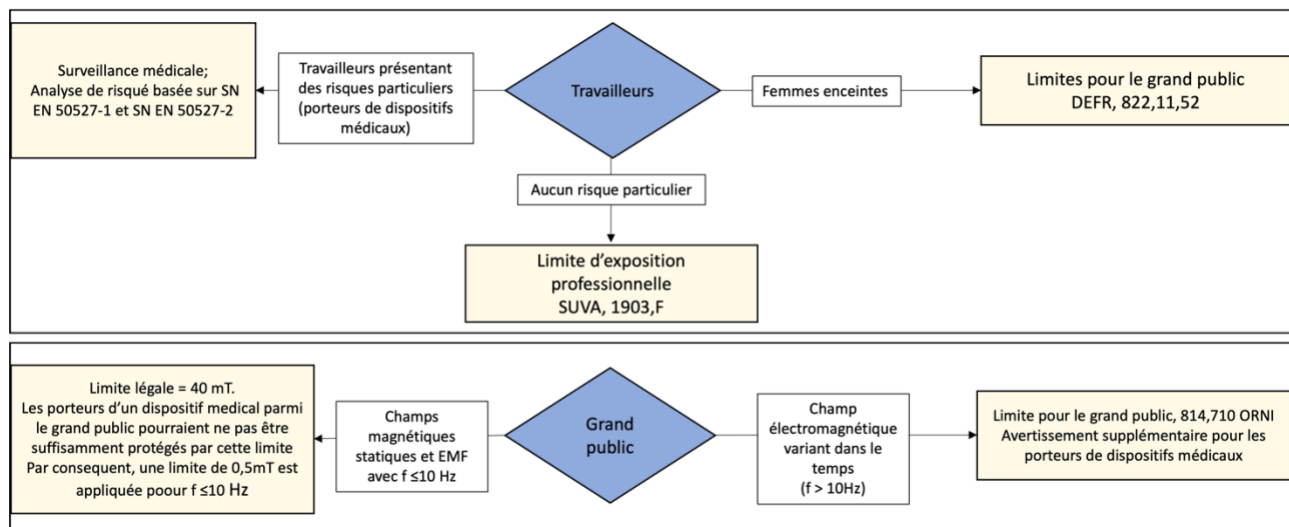 Surveillance médicale;
Analyse de risqué basée sur SN
EN 50527-1 et SN EN 50527-2
Travailleurs présentant
des risques particuliers
(porteurs de dispositifs
médicaux)
Travailleurs
Femmes enceintes
Limites pour le grand public
DEFR, 822,11,52
Aucun risque particulier
Limite d'exposition
professionnelle
SUVA, 1903,F
Limite légale = 40 mT.
Les porteurs d'un dispositif medical parmi
le grand public pourraient ne pas être
suffisamment protégés par cette limite
Par consequent, une limite de 0,5mT est
appliquée poour f ≤10 Hz
Champs
magnétiques
statiques et EMF
avec f ≤10 Hz
Grand
public
Champ
électromagnétique
variant dans le
temps
(f > 10Hz)
Limite pour le grand public, 814,710 ORNI
Avertissement supplémentaire pour les
porteurs de dispositifs médicaux